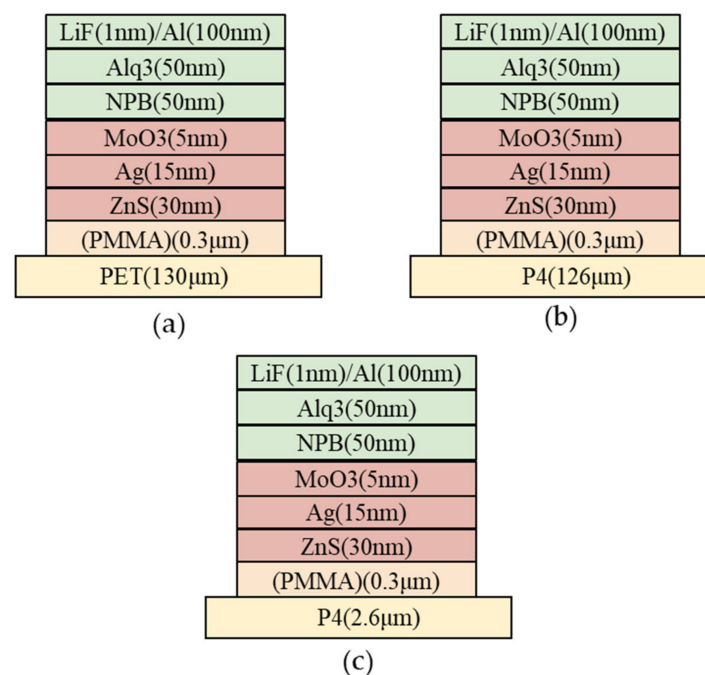 LiF(1nm)/Al(100nm)
Alq3(50nm)
NPB(50nm)
MoO3(5nm)
Ag(15nm)
ZnS(30nm)
(PMMA)(0.3μm)
PET(130μm)
(a)
LiF(1nm)/Al(100nm)
Alq3(50nm)
NPB(50nm)
MoO3(5nm)
Ag(15nm)
ZnS(30nm)
(PMMA)(0.3μm)
P4(126μm)
(b)
LiF(1nm)/Al(100nm)
Alq3(50nm)
NPB(50nm)
MoO3(5nm)
Ag(15nm)
ZnS(30nm)
(PMMA)(0.3μm)
P4(2.6μm)
(c)